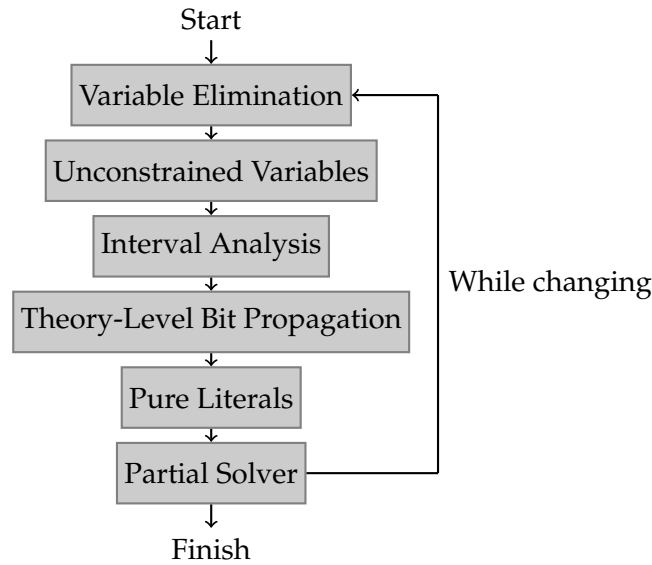 Start
Variable Elimination
Unconstrained Variables
Interval Analysis
While changing
Theory-Level Bit Propagation
Pure Literals
Partial Solver
Finish